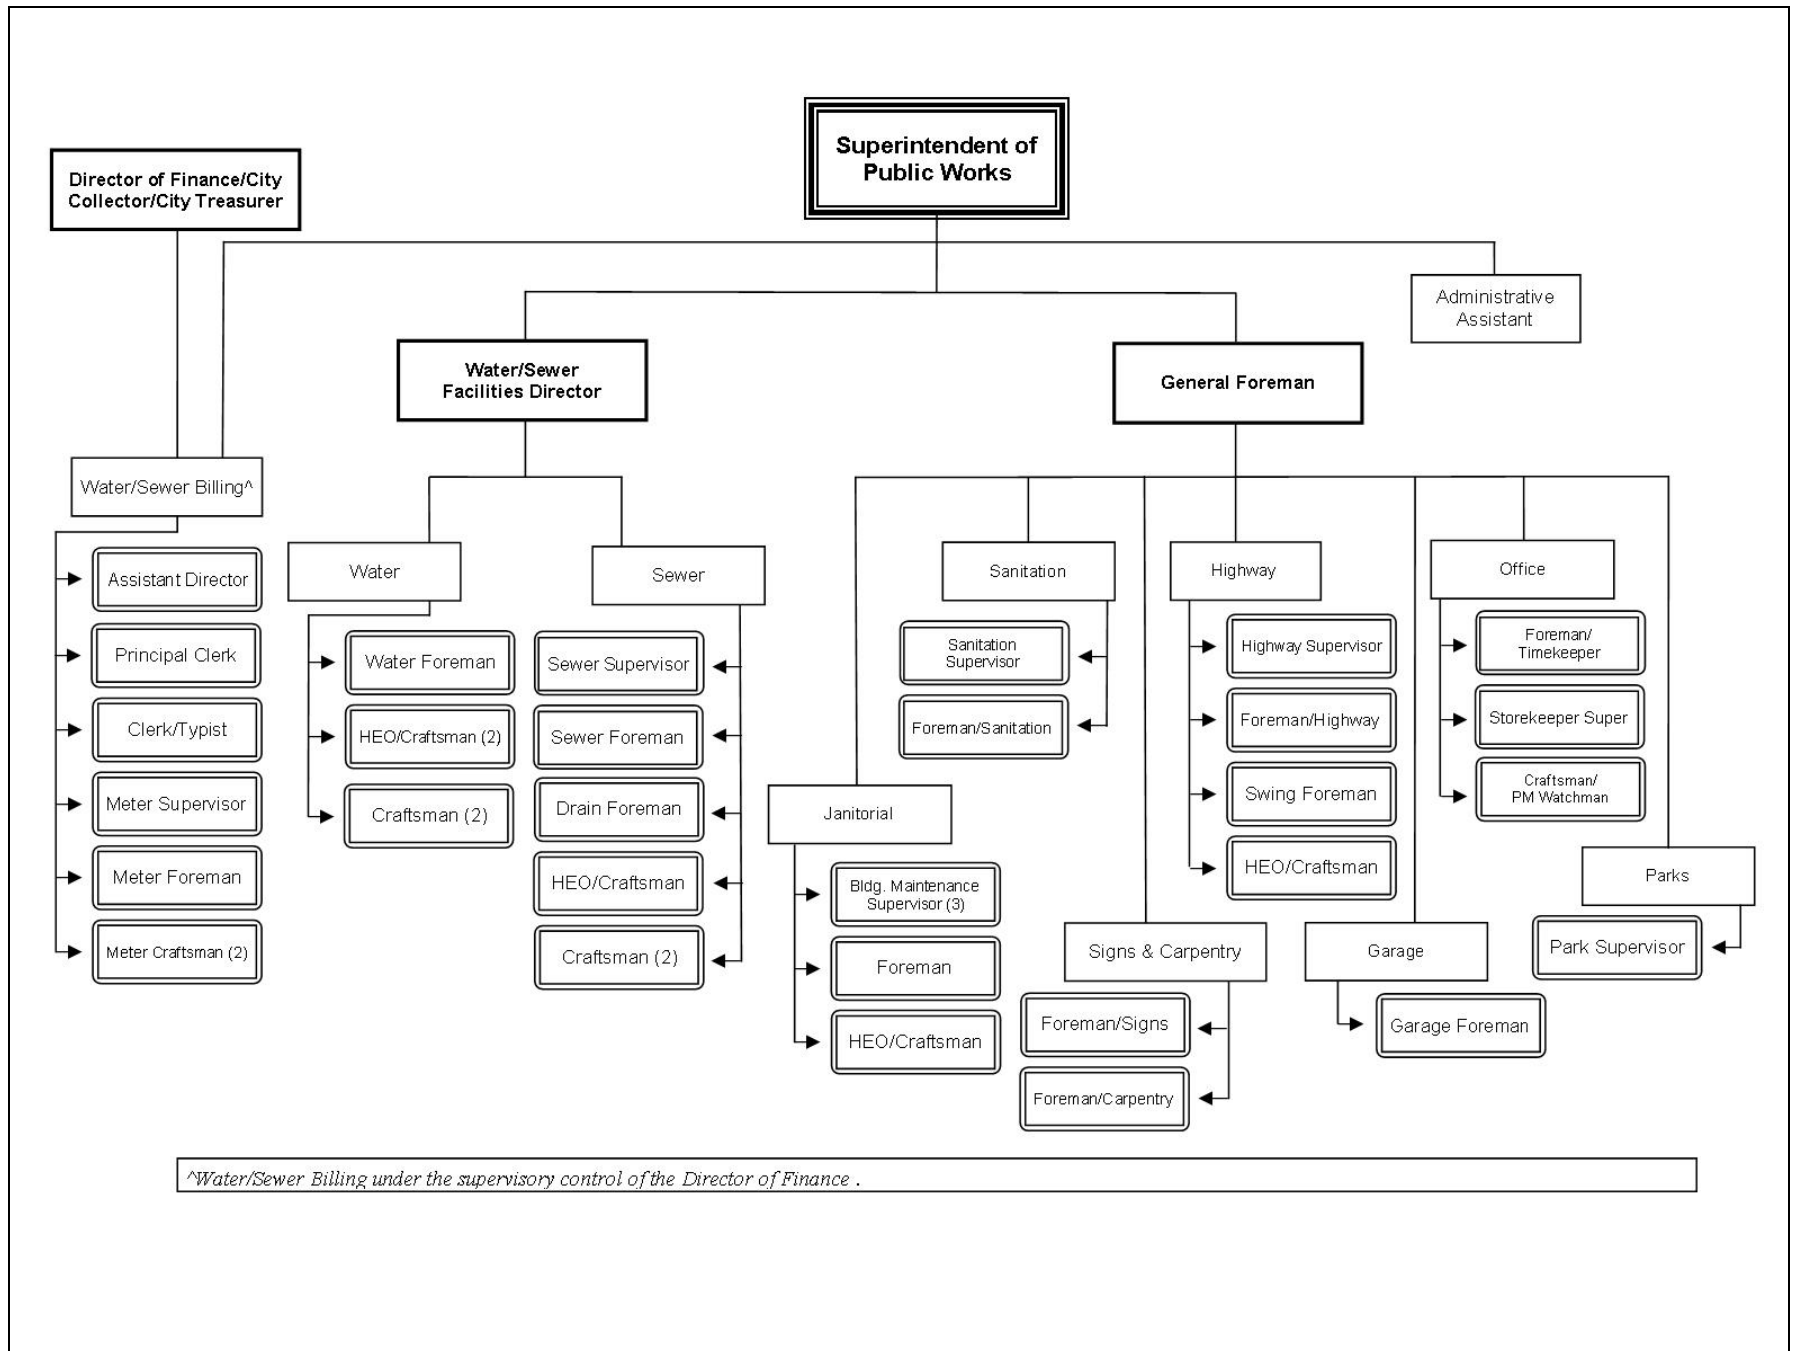 Superintendent of
Public Works
Director of Finance/City
Collector/City Treasurer
Administrative
Assistant
Water/Sewer
Facilities Director
General Foreman
Water/Sewer Billing^
Assistant Director
Principal Clerk
Clerk/Typist
Meter Supervisor
Meter Foreman
Meter Craftsman (2)
Water
Water Foreman
HEO/Craftsman (2)
Craftsman (2)
Sewer
Sewer Supervisor
Sewer Foreman
Drain Foreman
HEO/Craftsman
Craftsman (2)
Janitorial
Bldg. Maintenance
Supervisor (3)
Foreman
HEO/Craftsman
Sanitation
Sanitation
Supervisor
Foreman/Sanitation
Signs & Carpentry
Foreman/Signs
Foreman/Carpentry
Highway
Highway Supervisor
Foreman/Highway
Swing Foreman
HEO/Craftsman
Garage
Garage Foreman
Office
Foreman/
Timekeeper
Storekeeper Super
Craftsman/
PM Watchman
Parks
Park Supervisor
^Water/Sewer Billing under the supervisory control of the Director of Finance .